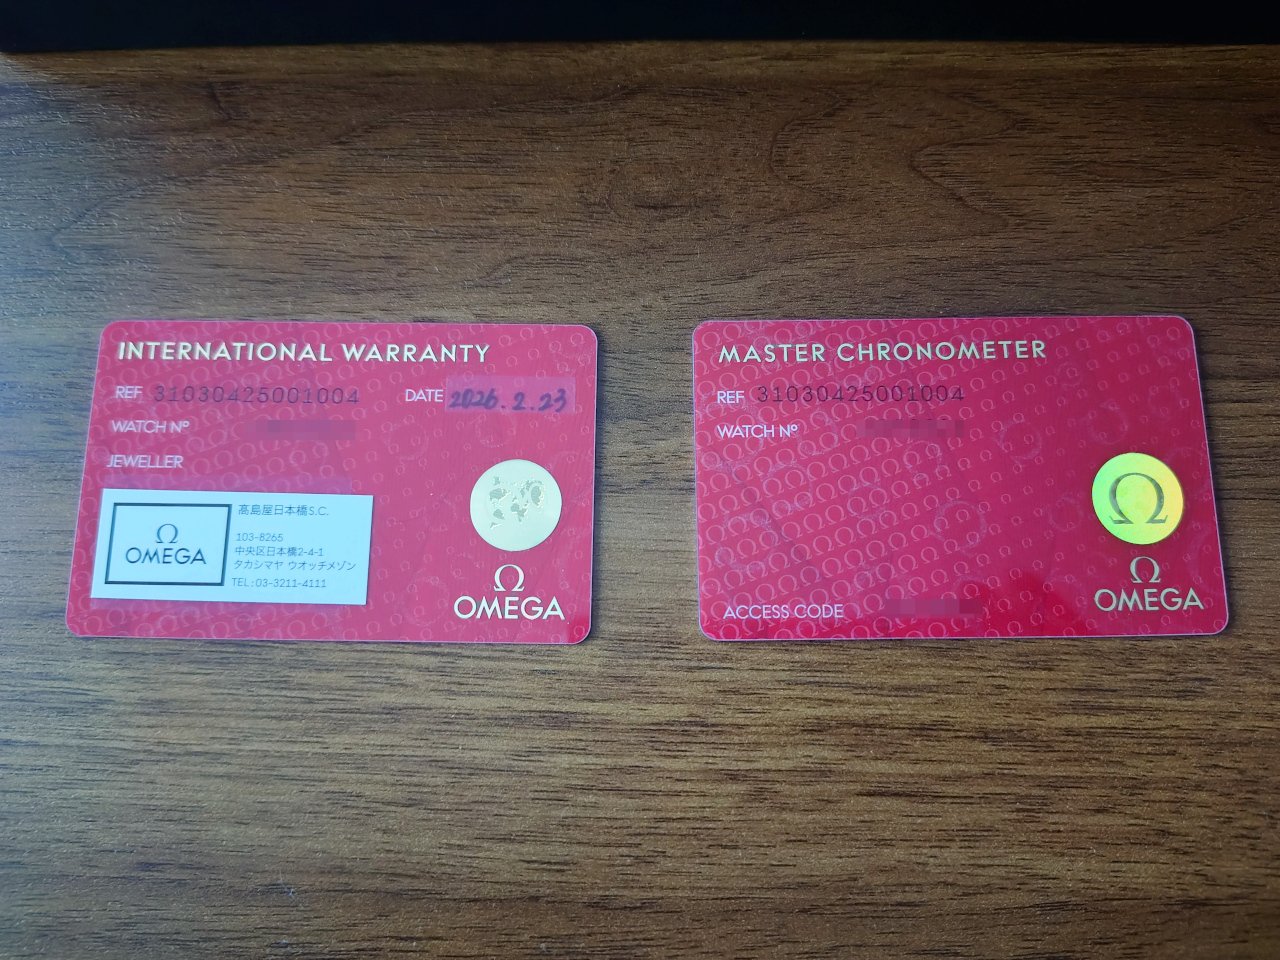 INTERNATIONAL WARRANTY
REF 31030425001004 DATE 2026.2.23
WATCH Nº
JEWELLER
Ω
OMEGA
髙島屋日本橋S.C.
103-8265
中央区日本橋2-4-1
タカシマヤ ウオッチメゾン
TEL:03-3211-4111
Ω
OMEGA
MASTER CHRONOMETER
REF 31030425001004
WATCH Nº
Ω
ACCESS CODE
Ω
OMEGA